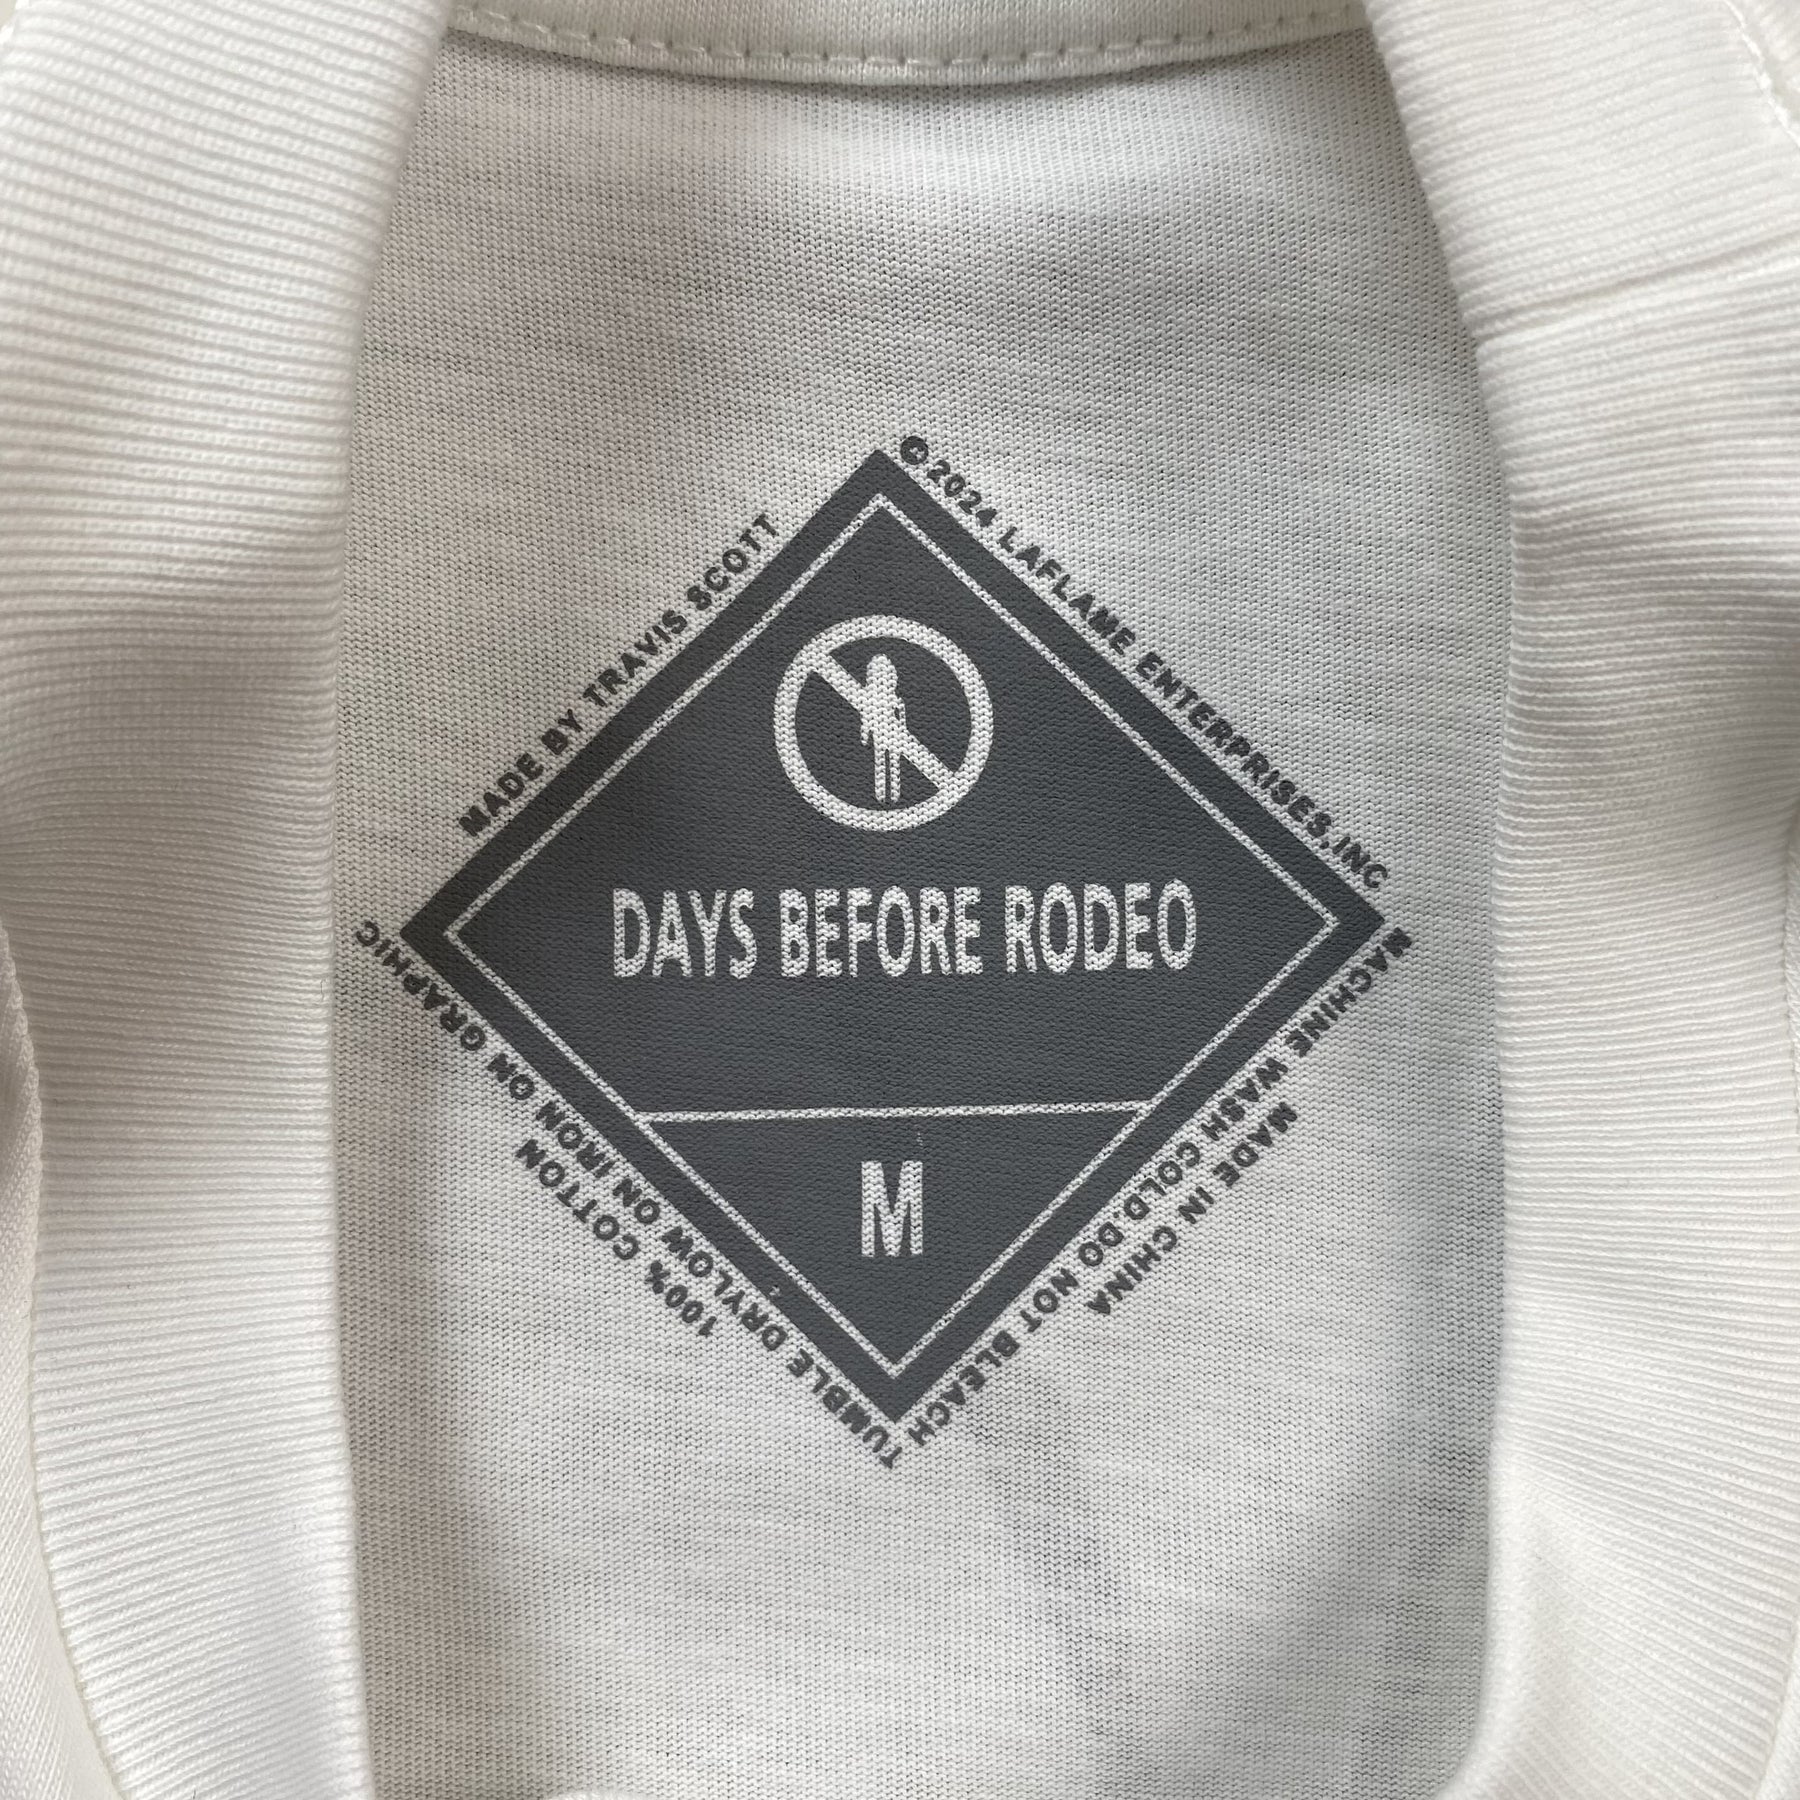 MADE BY TRAVIS SCOTT
©2024 LAFLAME ENTERPRISES,INC
DAYS BEFORE RODEO
M
MACHINE WASH COLD.DO NOT BLEACH
MADE IN CHINA
TUMBLE DRYLOW ON IRON ON GRAPHIC
100% COTTON